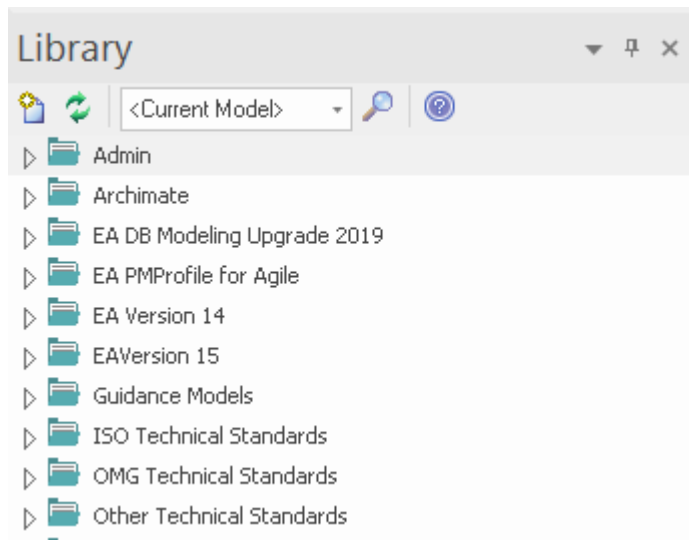 Library
<Current Model>
Admin
Archimate
EA DB Modeling Upgrade 2019
EA PMProfile for Agile
EA Version 14
EAVersion 15
Guidance Models
ISO Technical Standards
OMG Technical Standards
Other Technical Standards